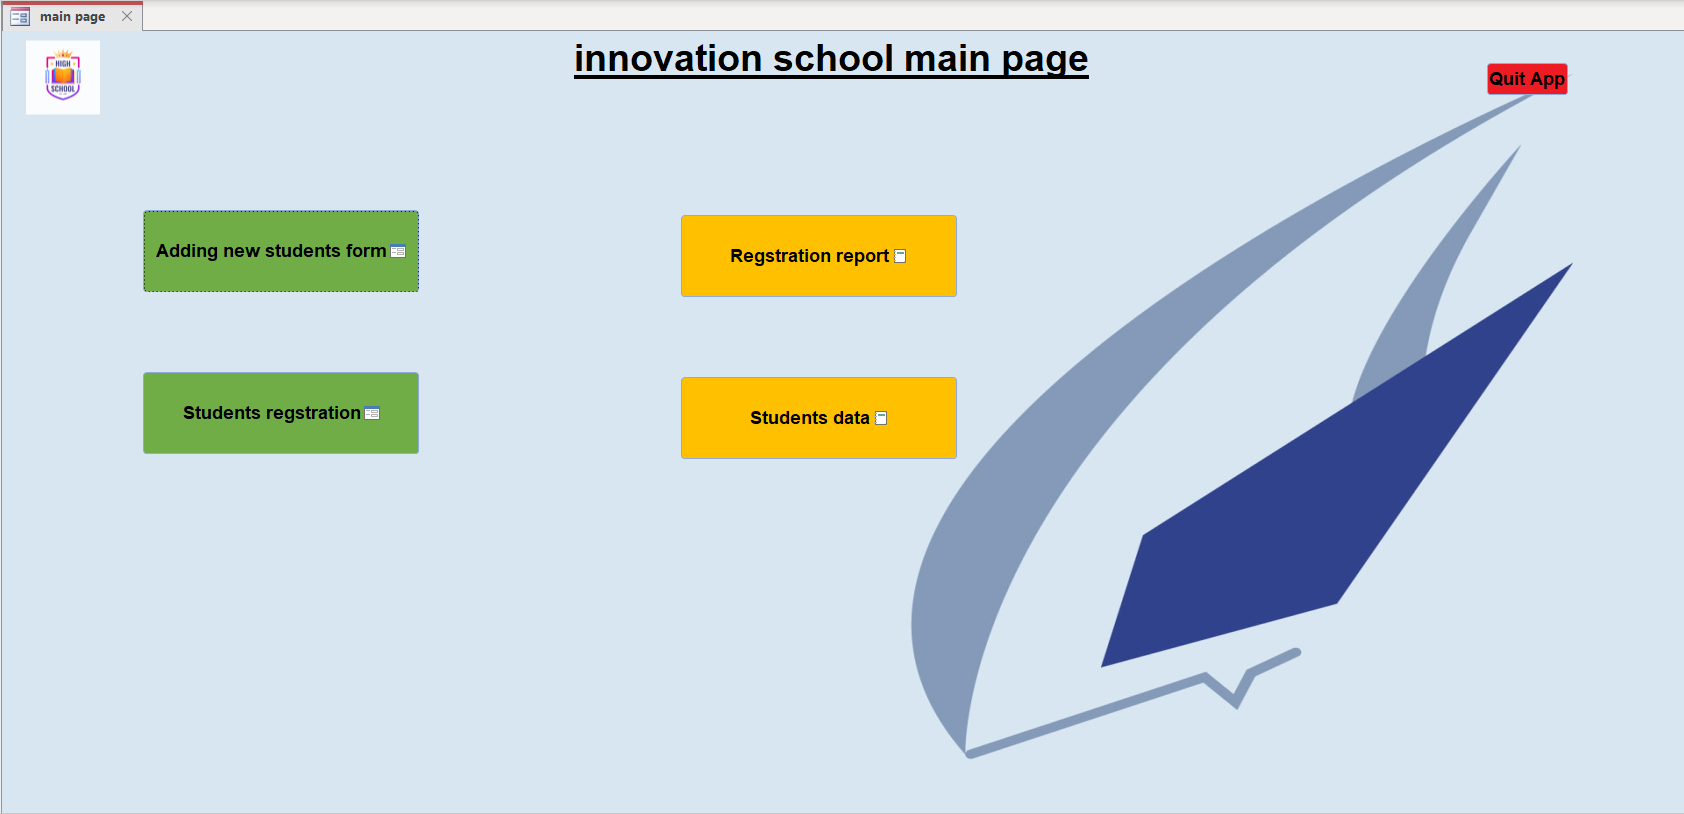 main page
HIGH
SCHOOL
innovation school main page
Quit App
Adding new students form
Regstration report
Students regstration
Students data